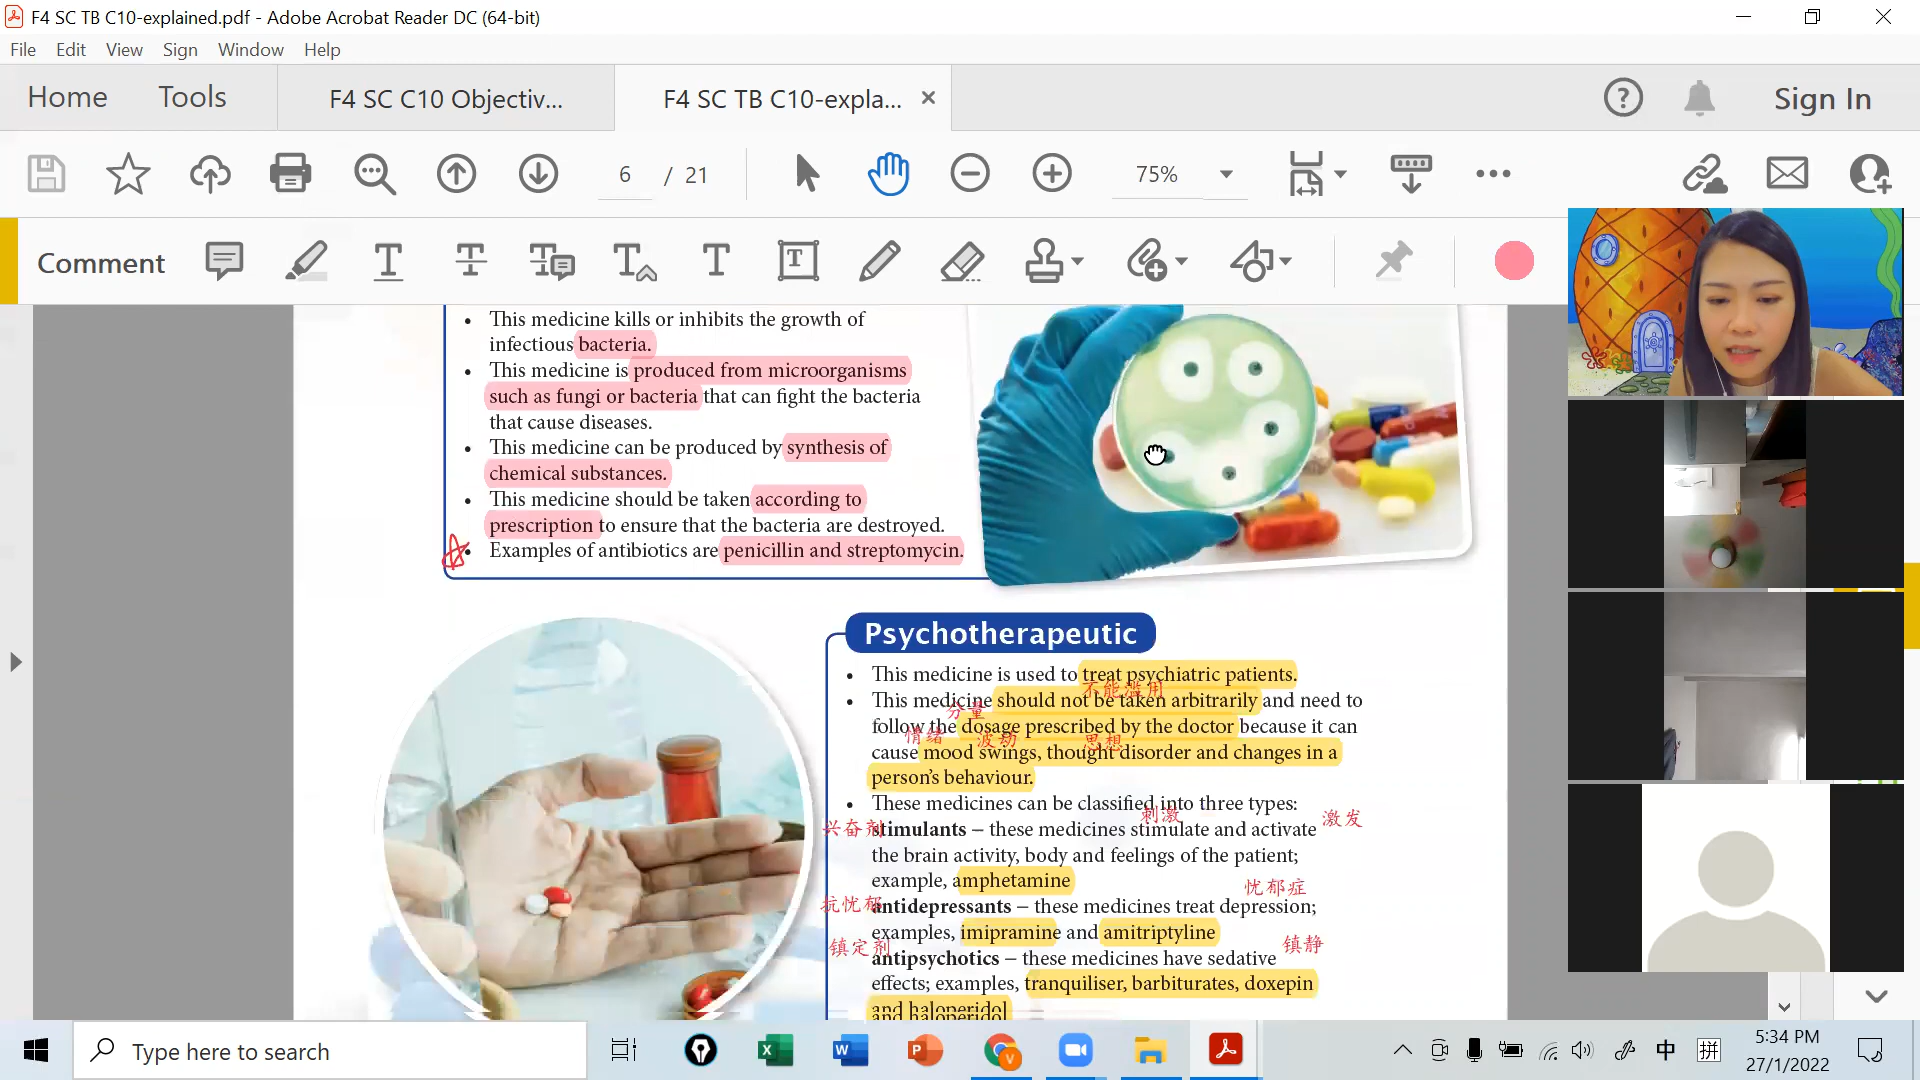 F4 SC TB C10-explained.pdf - Adobe Acrobat Reader DC (64-bit)
File Edit View Sign Window Help
Home Tools F4 SC C10 Objectiv... F4 SC TB C10-expla... Sign In
6 / 21 75%
Comment
• This medicine kills or inhibits the growth of
infectious bacteria.
• This medicine is produced from microorganisms
such as fungi or bacteria that can fight the bacteria
that cause diseases.
• This medicine can be produced by synthesis of
chemical substances.
• This medicine should be taken according to
prescription to ensure that the bacteria are destroyed.
• Examples of antibiotics are penicillin and streptomycin.
Psychotherapeutic
• This medicine is used to treat psychiatric patients.
不能滥用
• This medicine should not be taken arbitrarily and need to
分量
follow the dosage prescribed by the doctor because it can
情绪 波动 思想
cause mood swings, thought disorder and changes in a
person's behaviour.
• These medicines can be classified into three types:
刺激 激发
兴奋剂
stimulants – these medicines stimulate and activate
the brain activity, body and feelings of the patient;
example, amphetamine
忧郁症
抗忧郁
antidepressants – these medicines treat depression;
examples, imipramine and amitriptyline
镇定剂 镇静
antipsychotics – these medicines have sedative
effects; examples, tranquiliser, barbiturates, doxepin
and haloperidol
Type here to search
中 拼
5:34 PM
27/1/2022